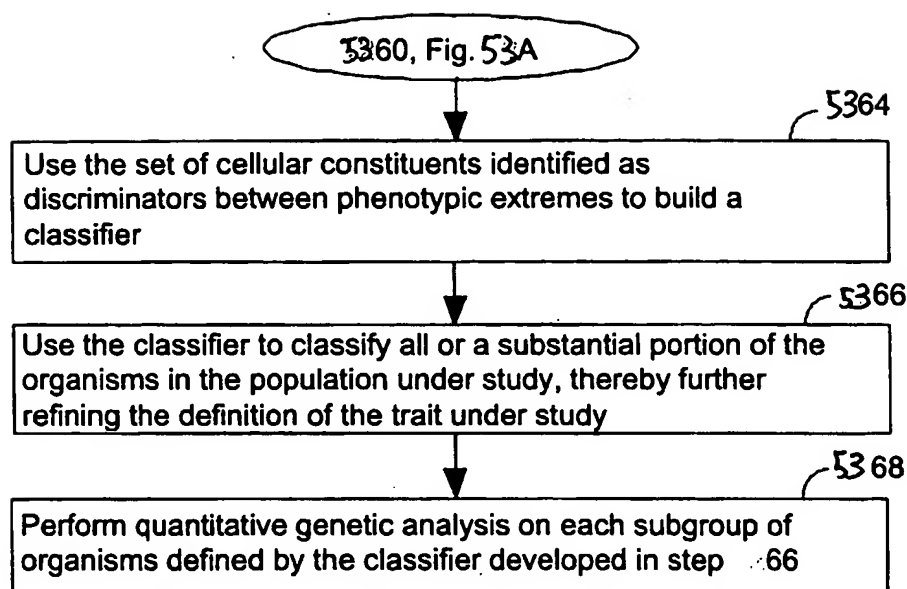 5360, Fig. 53A
5364
Use the set of cellular constituents identified as
discriminators between phenotypic extremes to build a
classifier
5366
Use the classifier to classify all or a substantial portion of the
organisms in the population under study, thereby further
refining the definition of the trait under study
5368
Perform quantitative genetic analysis on each subgroup of
organisms defined by the classifier developed in step 66